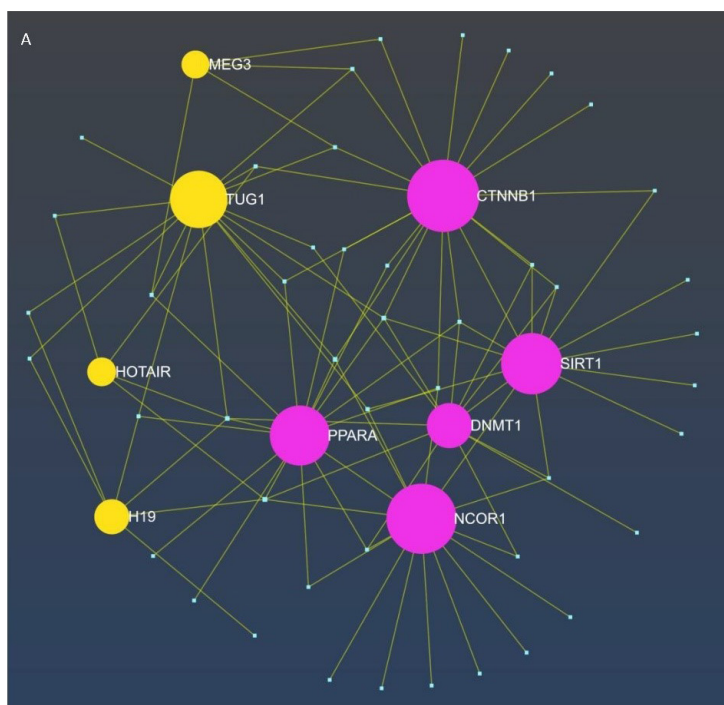 A
MEG3
TUG1
CTNNB1
HOTAIR
SIRT1
PPARA
DNMT1
H19
NCOR1